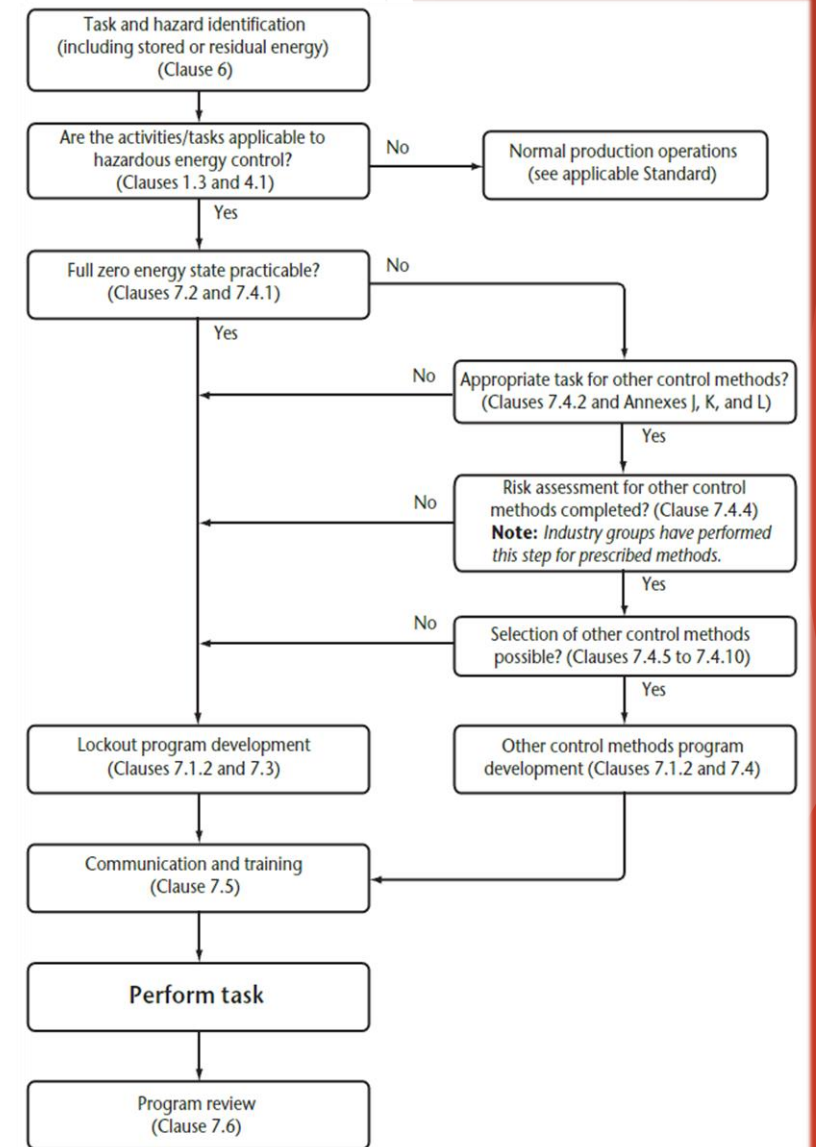 Task and hazard identification
(including stored or residual energy)
(Clause 6)
Are the activities/tasks applicable to
hazardous energy control?
(Clauses 1.3 and 4.1)
No
Normal production operations
(see applicable Standard)
Yes
Full zero energy state practicable?
(Clauses 7.2 and 7.4.1)
No
Yes
No
Appropriate task for other control methods?
(Clauses 7.4.2 and Annexes J, K, and L)
Yes
No
Risk assessment for other control
methods completed? (Clause 7.4.4)
Note: Industry groups have performed
this step for prescribed methods.
Yes
No
Selection of other control methods
possible? (Clauses 7.4.5 to 7.4.10)
Yes
Lockout program development
(Clauses 7.1.2 and 7.3)
Other control methods program
development (Clauses 7.1.2 and 7.4)
Communication and training
(Clause 7.5)
Perform task
Program review
(Clause 7.6)